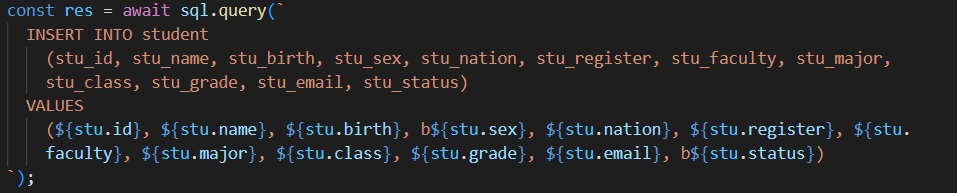 const res = await sql.query(`
INSERT INTO student
(stu_id, stu_name, stu_birth, stu_sex, stu_nation, stu_register, stu_faculty, stu_major,
stu_class, stu_grade, stu_email, stu_status)
VALUES
(${stu.id}, ${stu.name}, ${stu.birth}, b${stu.sex}, ${stu.nation}, ${stu.register}, ${stu.
faculty}, ${stu.major}, ${stu.class}, ${stu.grade}, ${stu.email}, b${stu.status})
`);